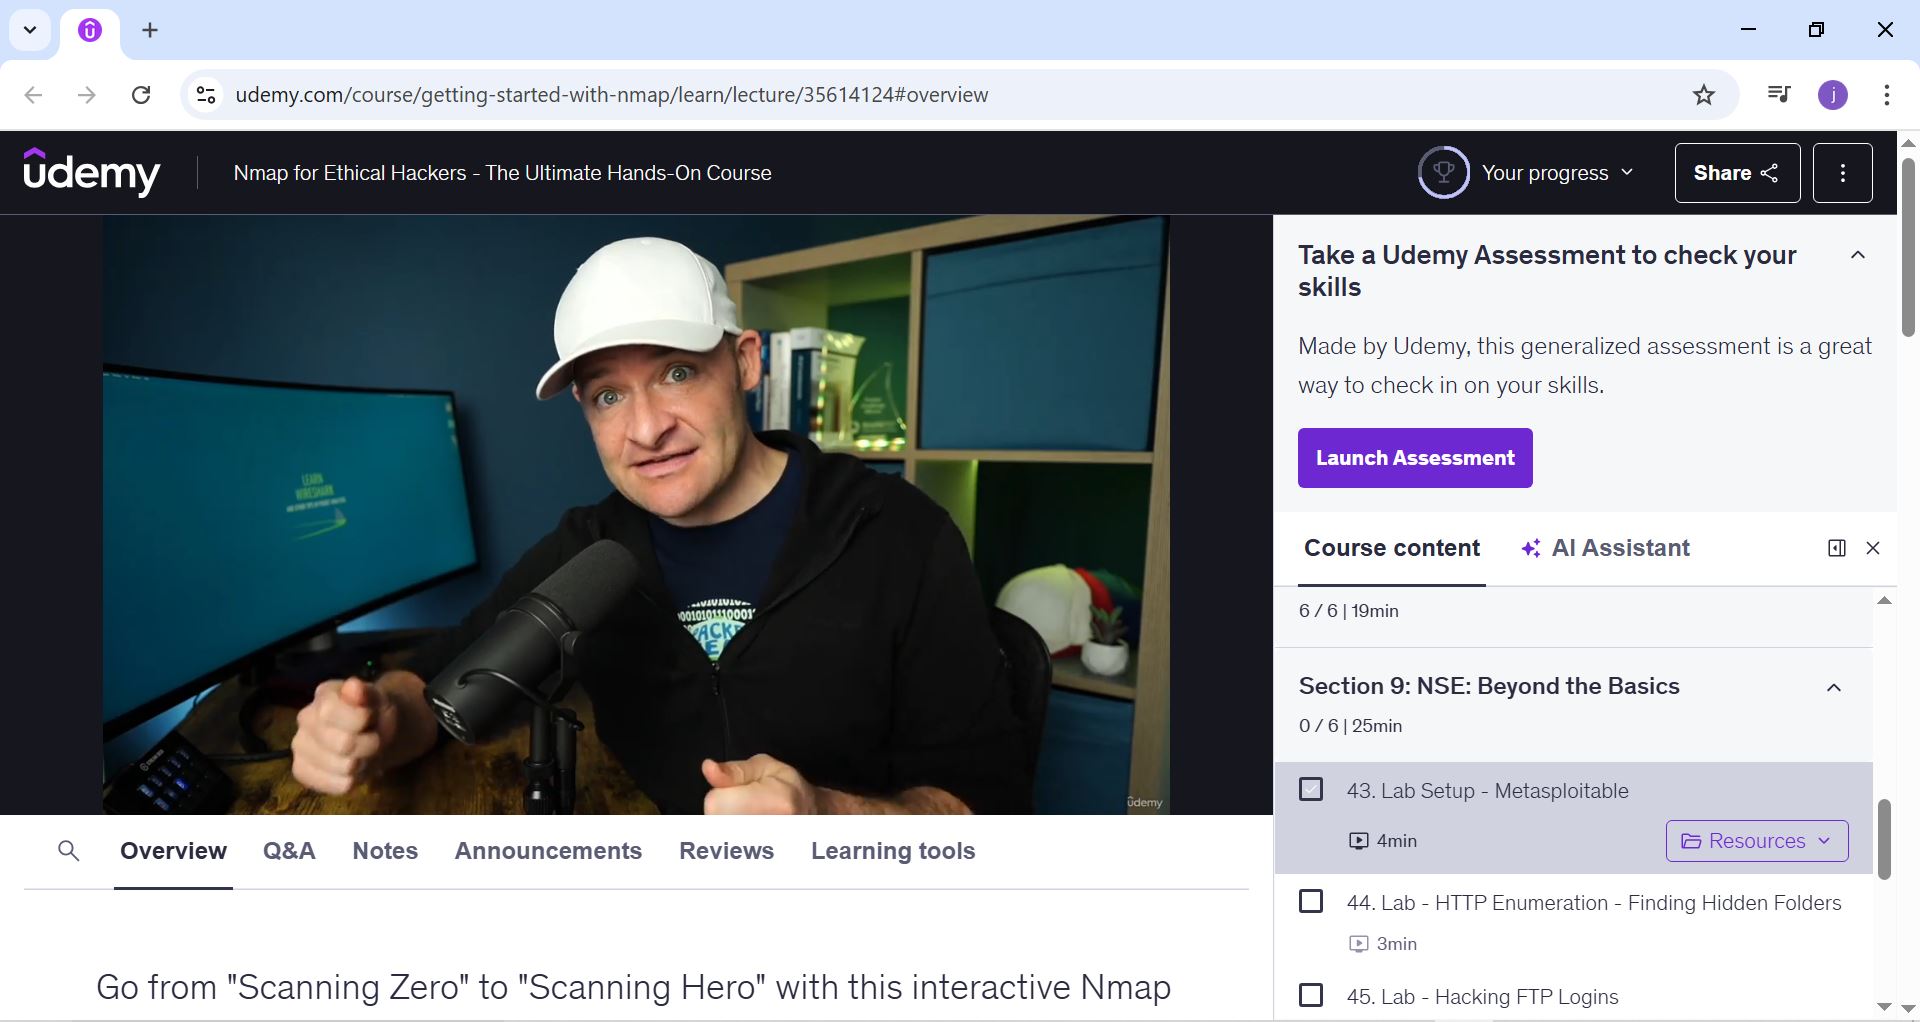 udemy.com/course/getting-started-with-nmap/learn/lecture/35614124#overview
j
udemy
Nmap for Ethical Hackers - The Ultimate Hands-On Course
Your progress
Share
LEARN
WIRESHARK
udemy
Take a Udemy Assessment to check your
skills
Made by Udemy, this generalized assessment is a great
way to check in on your skills.
Launch Assessment
Course content
AI Assistant
6 / 6 | 19min
Section 9: NSE: Beyond the Basics
0 / 6 | 25min
43. Lab Setup - Metasploitable
4min
Resources
44. Lab - HTTP Enumeration - Finding Hidden Folders
3min
45. Lab - Hacking FTP Logins
Overview
Q&A
Notes
Announcements
Reviews
Learning tools
Go from "Scanning Zero" to "Scanning Hero" with this interactive Nmap